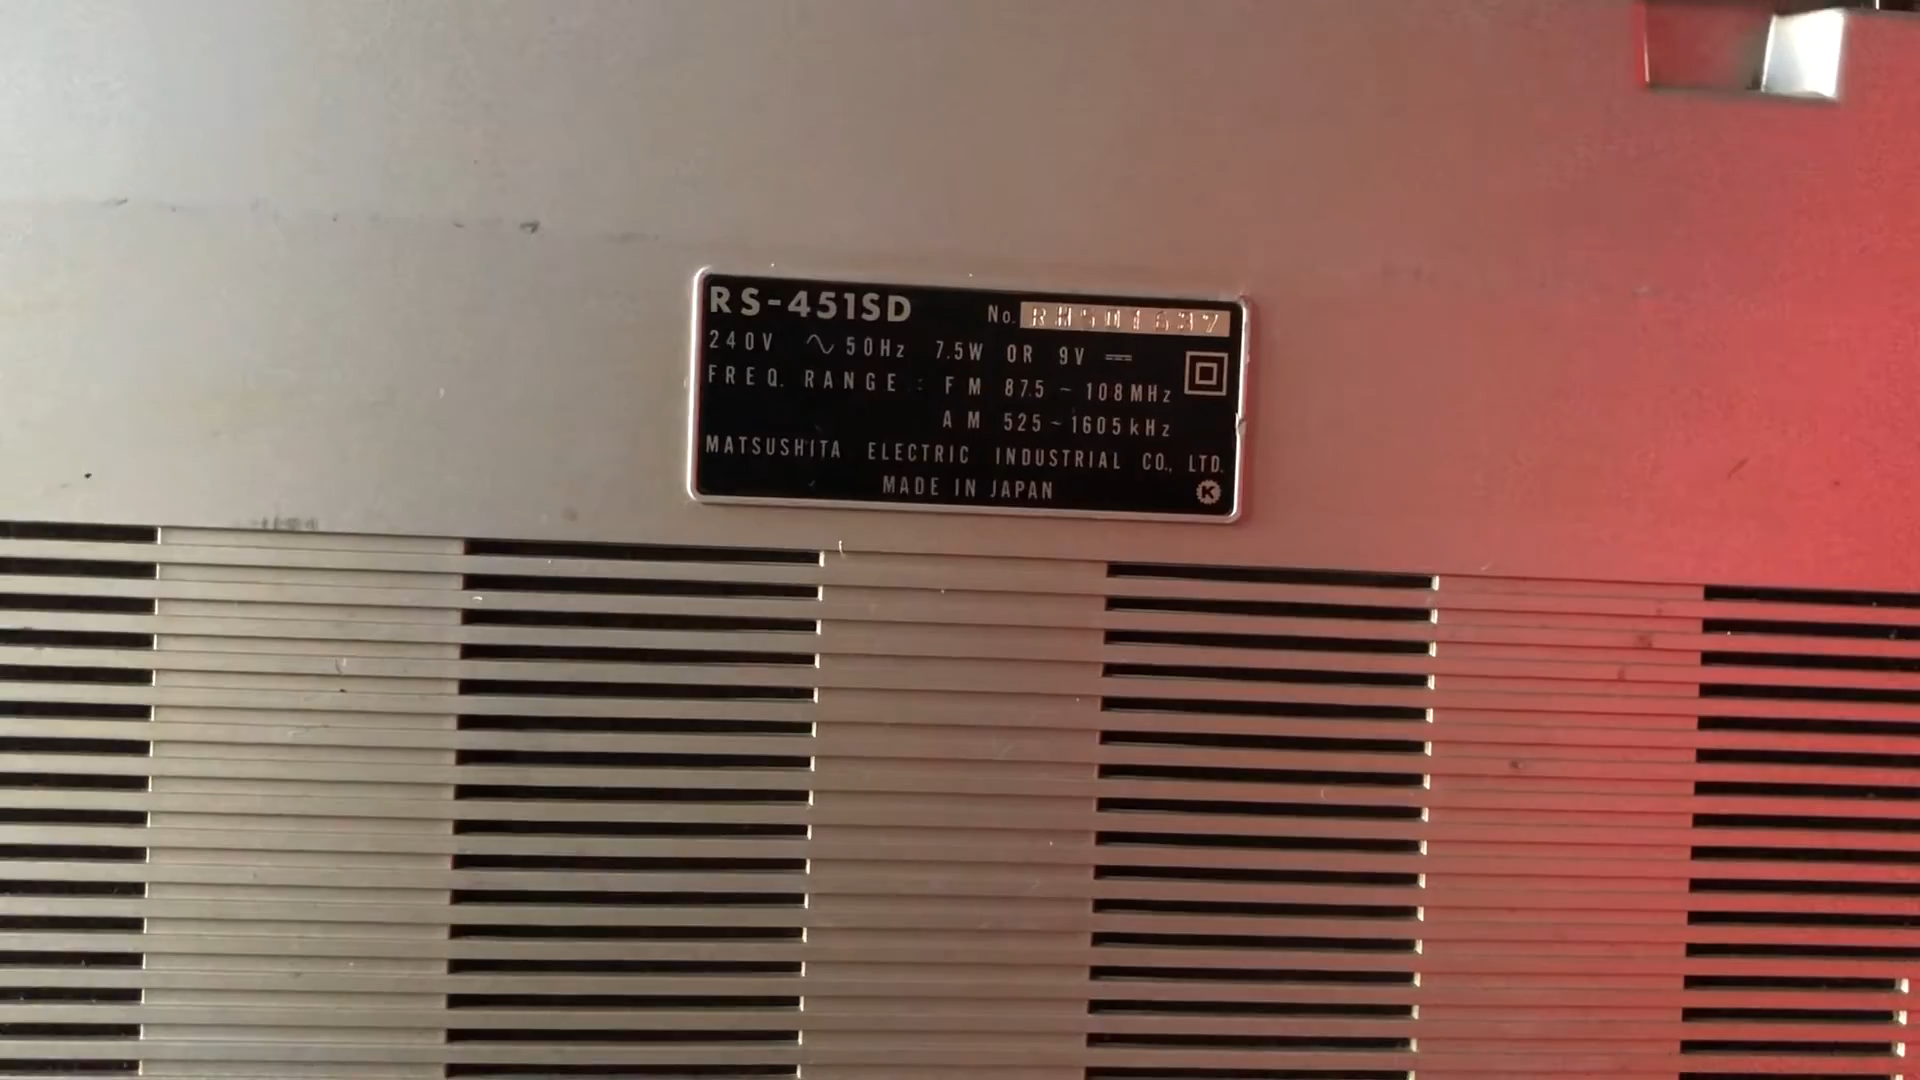 RS-451SD No. RH501637
240V ∿ 50Hz 7.5W OR 9V ⎓
FREQ. RANGE : FM 87.5 ~ 108MHz
AM 525 ~ 1605kHz
MATSUSHITA ELECTRIC INDUSTRIAL CO., LTD.
MADE IN JAPAN K